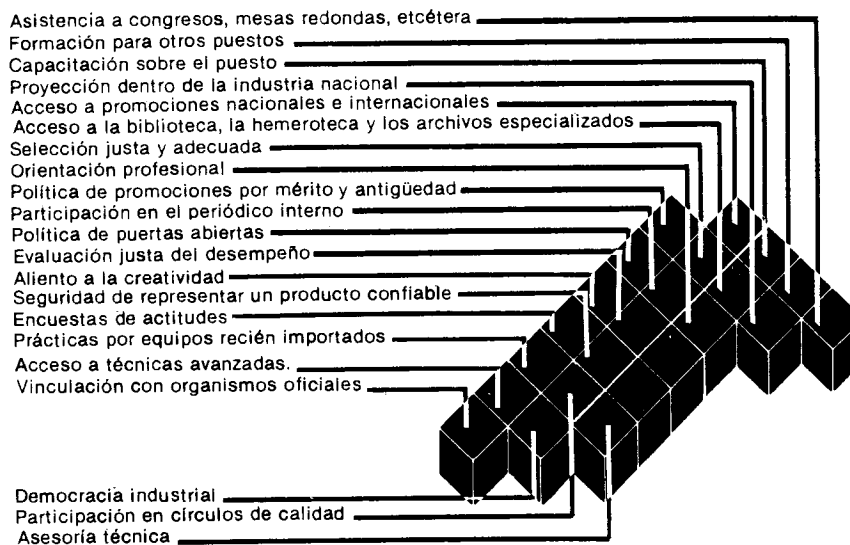 Asistencia a congresos, mesas redondas, etcétera
Formación para otros puestos
Capacitación sobre el puesto
Proyección dentro de la industria nacional
Acceso a promociones nacionales e internacionales
Acceso a la biblioteca, la hemeroteca y los archivos especializados
Selección justa y adecuada
Orientación profesional
Política de promociones por mérito y antigüedad
Participación en el periódico interno
Política de puertas abiertas
Evaluación justa del desempeño
Aliento a la creatividad
Seguridad de representar un producto confiable
Encuestas de actitudes
Prácticas por equipos recién importados
Acceso a técnicas avanzadas.
Vinculación con organismos oficiales
Democracia industrial
Participación en círculos de calidad
Asesoría técnica